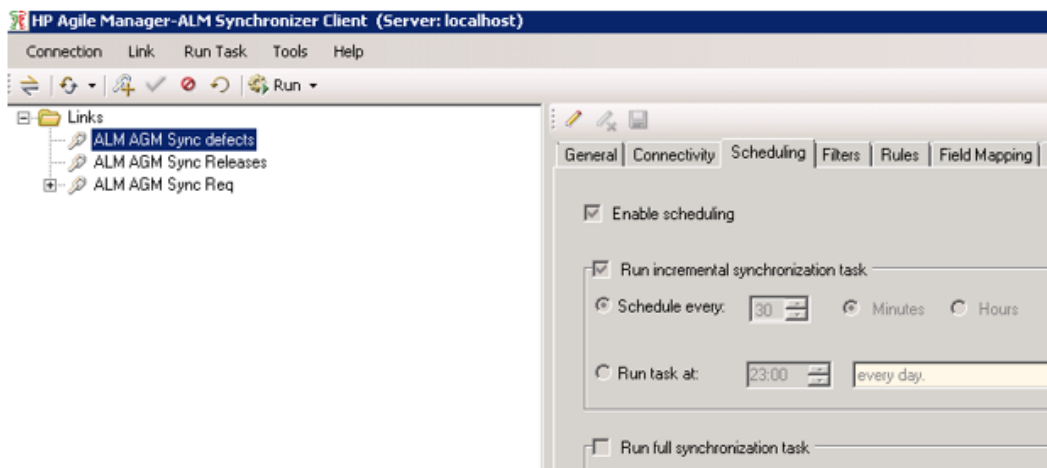 HP Agile Manager-ALM Synchronizer Client (Server: localhost)
Connection Link Run Task Tools Help
Run
Links
ALM AGM Sync defects
ALM AGM Sync Releases
ALM AGM Sync Req
General Connectivity Scheduling Filters Rules Field Mapping
Enable scheduling
Run incremental synchronization task
Schedule every: 30 Minutes Hours
Run task at: 23:00 every day.
Run full synchronization task